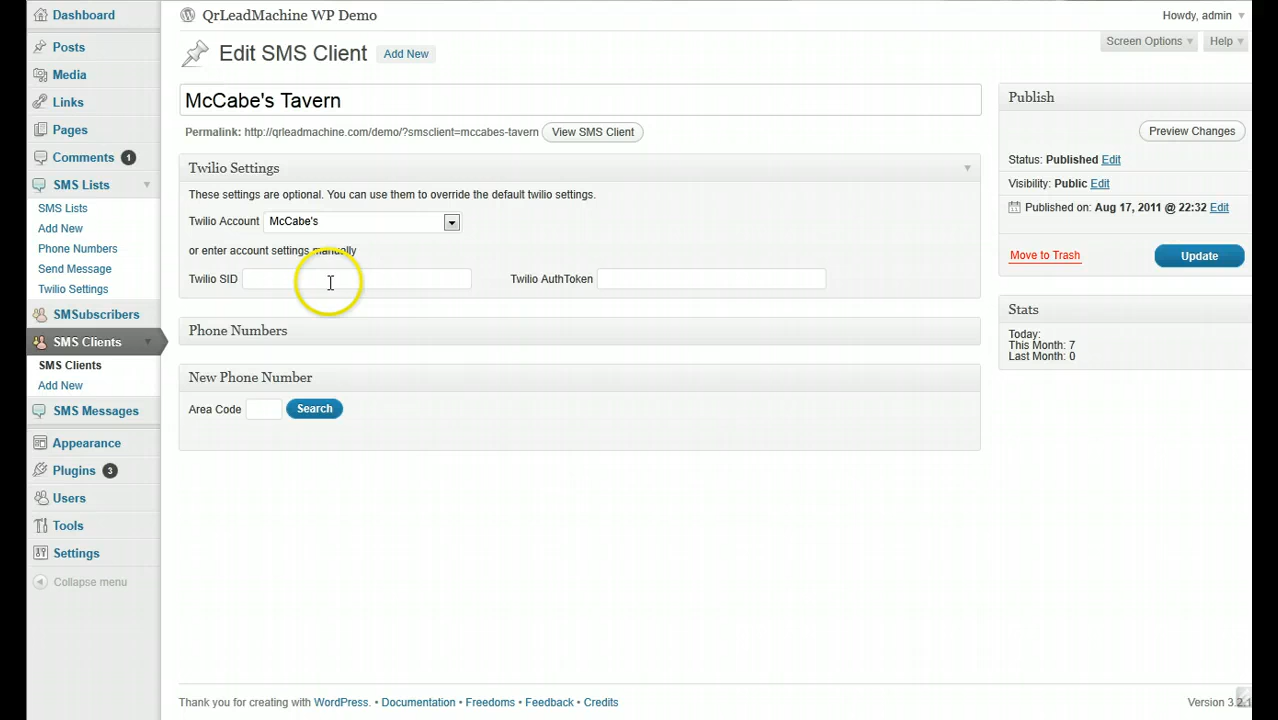 Dashboard
Posts
Media
Links
Pages
Comments 1
SMS Lists
SMS Lists
Add New
Phone Numbers
Send Message
Twilio Settings
SMSubscribers
SMS Clients
SMS Clients
Add New
SMS Messages
Appearance
Plugins 3
Users
Tools
Settings
Collapse menu
QrLeadMachine WP Demo
Howdy, admin
Screen Options
Help
Edit SMS Client Add New
McCabe's Tavern
Permalink: http://qrleadmachine.com/demo/?smsclient=mccabes-tavern View SMS Client
Twilio Settings
These settings are optional. You can use them to override the default twilio settings.
Twilio Account McCabe's
or enter account settings manually
Twilio SID Twilio AuthToken
Phone Numbers
New Phone Number
Area Code Search
Publish
Preview Changes
Status: Published Edit
Visibility: Public Edit
Published on: Aug 17, 2011 @ 22:32 Edit
Move to Trash Update
Stats
Today:
This Month: 7
Last Month: 0
Thank you for creating with WordPress. • Documentation • Freedoms • Feedback • Credits
Version 3.2.1